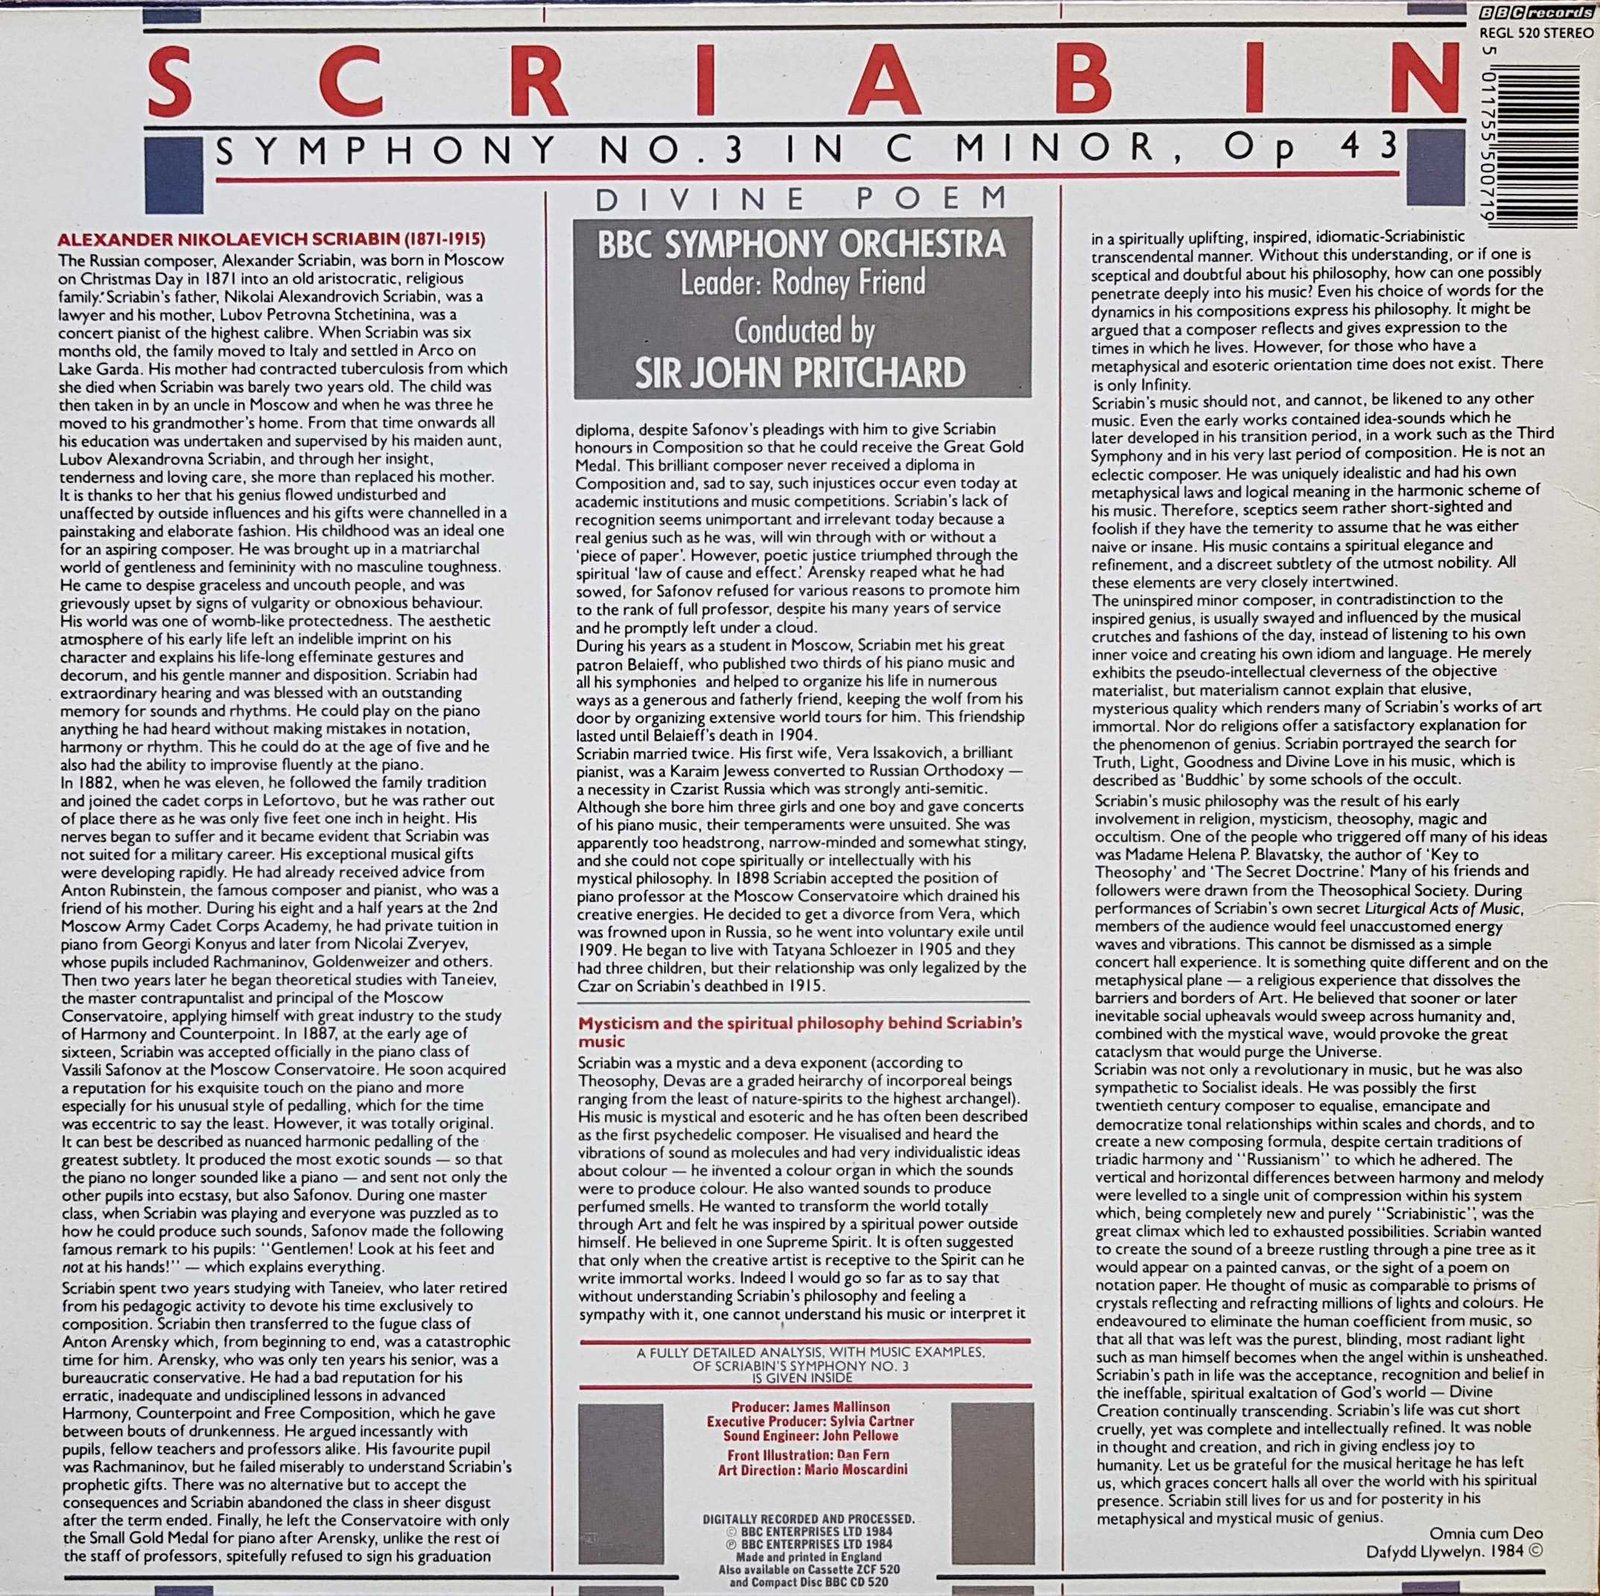 BBC records
REGL 520 STEREO
5 011755 500719
SCRIABIN
SYMPHONY NO.3 IN C MINOR, Op 43
DIVINE POEM
BBC SYMPHONY ORCHESTRA
Leader: Rodney Friend
Conducted by
SIR JOHN PRITCHARD
ALEXANDER NIKOLAEVICH SCRIABIN (1871-1915)
The Russian composer, Alexander Scriabin, was born in Moscow
on Christmas Day in 1871 into an old aristocratic, religious
family.' Scriabin's father, Nikolai Alexandrovich Scriabin, was a
lawyer and his mother, Lubov Petrovna Stchetinina, was a
concert pianist of the highest calibre. When Scriabin was six
months old, the family moved to Italy and settled in Arco on
Lake Garda. His mother had contracted tuberculosis from which
she died when Scriabin was barely two years old. The child was
then taken in by an uncle in Moscow and when he was three he
moved to his grandmother's home. From that time onwards all
his education was undertaken and supervised by his maiden aunt,
Lubov Alexandrovna Scriabin, and through her insight,
tenderness and loving care, she more than replaced his mother.
It is thanks to her that his genius flowed undisturbed and
unaffected by outside influences and his gifts were channelled in a
painstaking and elaborate fashion. His childhood was an ideal one
for an aspiring composer. He was brought up in a matriarchal
world of gentleness and femininity with no masculine toughness.
He came to despise graceless and uncouth people, and was
grievously upset by signs of vulgarity or obnoxious behaviour.
His world was one of womb-like protectedness. The aesthetic
atmosphere of his early life left an indelible imprint on his
character and explains his life-long effeminate gestures and
decorum, and his gentle manner and disposition. Scriabin had
extraordinary hearing and was blessed with an outstanding
memory for sounds and rhythms. He could play on the piano
anything he had heard without making mistakes in notation,
harmony or rhythm. This he could do at the age of five and he
also had the ability to improvise fluently at the piano.
In 1882, when he was eleven, he followed the family tradition
and joined the cadet corps in Lefortovo, but he was rather out
of place there as he was only five feet one inch in height. His
nerves began to suffer and it became evident that Scriabin was
not suited for a military career. His exceptional musical gifts
were developing rapidly. He had already received advice from
Anton Rubinstein, the famous composer and pianist, who was a
friend of his mother. During his eight and a half years at the 2nd
Moscow Army Cadet Corps Academy, he had private tuition in
piano from Georgi Konyus and later from Nicolai Zveryev,
whose pupils included Rachmaninov, Goldenweizer and others.
Then two years later he began theoretical studies with Taneiev,
the master contrapuntalist and principal of the Moscow
Conservatoire, applying himself with great industry to the study
of Harmony and Counterpoint. In 1887, at the early age of
sixteen, Scriabin was accepted officially in the piano class of
Vassili Safonov at the Moscow Conservatoire. He soon acquired
a reputation for his exquisite touch on the piano and more
especially for his unusual style of pedalling, which for the time
was eccentric to say the least. However, it was totally original.
It can best be described as nuanced harmonic pedalling of the
greatest subtlety. It produced the most exotic sounds — so that
the piano no longer sounded like a piano — and sent not only the
other pupils into ecstasy, but also Safonov. During one master
class, when Scriabin was playing and everyone was puzzled as to
how he could produce such sounds, Safonov made the following
famous remark to his pupils: "Gentlemen! Look at his feet and
not at his hands!" — which explains everything.
Scriabin spent two years studying with Taneiev, who later retired
from his pedagogic activity to devote his time exclusively to
composition. Scriabin then transferred to the fugue class of
Anton Arensky which, from beginning to end, was a catastrophic
time for him. Arensky, who was only ten years his senior, was a
bureaucratic conservative. He had a bad reputation for his
erratic, inadequate and undisciplined lessons in advanced
Harmony, Counterpoint and Free Composition, which he gave
between bouts of drunkenness. He argued incessantly with
pupils, fellow teachers and professors alike. His favourite pupil
was Rachmaninov, but he failed miserably to understand Scriabin's
prophetic gifts. There was no alternative but to accept the
consequences and Scriabin abandoned the class in sheer disgust
after the term ended. Finally, he left the Conservatoire with only
the Small Gold Medal for piano after Arensky, unlike the rest of
the staff of professors, spitefully refused to sign his graduation
diploma, despite Safonov's pleadings with him to give Scriabin
honours in Composition so that he could receive the Great Gold
Medal. This brilliant composer never received a diploma in
Composition and, sad to say, such injustices occur even today at
academic institutions and music competitions. Scriabin's lack of
recognition seems unimportant and irrelevant today because a
real genius such as he was, will win through with or without a
'piece of paper'. However, poetic justice triumphed through the
spiritual 'law of cause and effect.' Arensky reaped what he had
sowed, for Safonov refused for various reasons to promote him
to the rank of full professor, despite his many years of service
and he promptly left under a cloud.
During his years as a student in Moscow, Scriabin met his great
patron Belaieff, who published two thirds of his piano music and
all his symphonies and helped to organize his life in numerous
ways as a generous and fatherly friend, keeping the wolf from his
door by organizing extensive world tours for him. This friendship
lasted until Belaieff's death in 1904.
Scriabin married twice. His first wife, Vera Issakovich, a brilliant
pianist, was a Karaim Jewess converted to Russian Orthodoxy —
a necessity in Czarist Russia which was strongly anti-semitic.
Although she bore him three girls and one boy and gave concerts
of his piano music, their temperaments were unsuited. She was
apparently too headstrong, narrow-minded and somewhat stingy,
and she could not cope spiritually or intellectually with his
mystical philosophy. In 1898 Scriabin accepted the position of
piano professor at the Moscow Conservatoire which drained his
creative energies. He decided to get a divorce from Vera, which
was frowned upon in Russia, so he went into voluntary exile until
1909. He began to live with Tatyana Schloezer in 1905 and they
had three children, but their relationship was only legalized by the
Czar on Scriabin's deathbed in 1915.
Mysticism and the spiritual philosophy behind Scriabin's
music
Scriabin was a mystic and a deva exponent (according to
Theosophy, Devas are a graded heirarchy of incorporeal beings
ranging from the least of nature-spirits to the highest archangel).
His music is mystical and esoteric and he has often been described
as the first psychedelic composer. He visualised and heard the
vibrations of sound as molecules and had very individualistic ideas
about colour — he invented a colour organ in which the sounds
were to produce colour. He also wanted sounds to produce
perfumed smells. He wanted to transform the world totally
through Art and felt he was inspired by a spiritual power outside
himself. He believed in one Supreme Spirit. It is often suggested
that only when the creative artist is receptive to the Spirit can he
write immortal works. Indeed I would go so far as to say that
without understanding Scriabin's philosophy and feeling a
sympathy with it, one cannot understand his music or interpret it
A FULLY DETAILED ANALYSIS, WITH MUSIC EXAMPLES,
OF SCRIABIN'S SYMPHONY NO. 3
IS GIVEN INSIDE
Producer: James Mallinson
Executive Producer: Sylvia Cartner
Sound Engineer: John Pellowe
Front Illustration: Dan Fern
Art Direction: Mario Moscardini
DIGITALLY RECORDED AND PROCESSED.
© BBC ENTERPRISES LTD 1984
℗ BBC ENTERPRISES LTD 1984
Made and printed in England
Also available on Cassette ZCF 520
and Compact Disc BBC CD 520
in a spiritually uplifting, inspired, idiomatic-Scriabinistic
transcendental manner. Without this understanding, or if one is
sceptical and doubtful about his philosophy, how can one possibly
penetrate deeply into his music? Even his choice of words for the
dynamics in his compositions express his philosophy. It might be
argued that a composer reflects and gives expression to the
times in which he lives. However, for those who have a
metaphysical and esoteric orientation time does not exist. There
is only Infinity.
Scriabin's music should not, and cannot, be likened to any other
music. Even the early works contained idea-sounds which he
later developed in his transition period, in a work such as the Third
Symphony and in his very last period of composition. He is not an
eclectic composer. He was uniquely idealistic and had his own
metaphysical laws and logical meaning in the harmonic scheme of
his music. Therefore, sceptics seem rather short-sighted and
foolish if they have the temerity to assume that he was either
naive or insane. His music contains a spiritual elegance and
refinement, and a discreet subtlety of the utmost nobility. All
these elements are very closely intertwined.
The uninspired minor composer, in contradistinction to the
inspired genius, is usually swayed and influenced by the musical
crutches and fashions of the day, instead of listening to his own
inner voice and creating his own idiom and language. He merely
exhibits the pseudo-intellectual cleverness of the objective
materialist, but materialism cannot explain that elusive,
mysterious quality which renders many of Scriabin's works of art
immortal. Nor do religions offer a satisfactory explanation for
the phenomenon of genius. Scriabin portrayed the search for
Truth, Light, Goodness and Divine Love in his music, which is
described as 'Buddhic' by some schools of the occult.
Scriabin's music philosophy was the result of his early
involvement in religion, mysticism, theosophy, magic and
occultism. One of the people who triggered off many of his ideas
was Madame Helena P. Blavatsky, the author of 'Key to
Theosophy' and 'The Secret Doctrine.' Many of his friends and
followers were drawn from the Theosophical Society. During
performances of Scriabin's own secret Liturgical Acts of Music,
members of the audience would feel unaccustomed energy
waves and vibrations. This cannot be dismissed as a simple
concert hall experience. It is something quite different and on the
metaphysical plane — a religious experience that dissolves the
barriers and borders of Art. He believed that sooner or later
inevitable social upheavals would sweep across humanity and,
combined with the mystical wave, would provoke the great
cataclysm that would purge the Universe.
Scriabin was not only a revolutionary in music, but he was also
sympathetic to Socialist ideals. He was possibly the first
twentieth century composer to equalise, emancipate and
democratize tonal relationships within scales and chords, and to
create a new composing formula, despite certain traditions of
triadic harmony and "Russianism" to which he adhered. The
vertical and horizontal differences between harmony and melody
were levelled to a single unit of compression within his system
which, being completely new and purely "Scriabinistic", was the
great climax which led to exhausted possibilities. Scriabin wanted
to create the sound of a breeze rustling through a pine tree as it
would appear on a painted canvas, or the sight of a poem on
notation paper. He thought of music as comparable to prisms of
crystals reflecting and refracting millions of lights and colours. He
endeavoured to eliminate the human coefficient from music, so
that all that was left was the purest, blinding, most radiant light
such as man himself becomes when the angel within is unsheathed.
Scriabin's path in life was the acceptance, recognition and belief in
the ineffable, spiritual exaltation of God's world — Divine
Creation continually transcending. Scriabin's life was cut short
cruelly, yet was complete and intellectually refined. It was noble
in thought and creation, and rich in giving endless joy to
humanity. Let us be grateful for the musical heritage he has left
us, which graces concert halls all over the world with his spiritual
presence. Scriabin still lives for us and for posterity in his
metaphysical and mystical music of genius.
Omnia cum Deo
Dafydd Llywelyn. 1984 ©